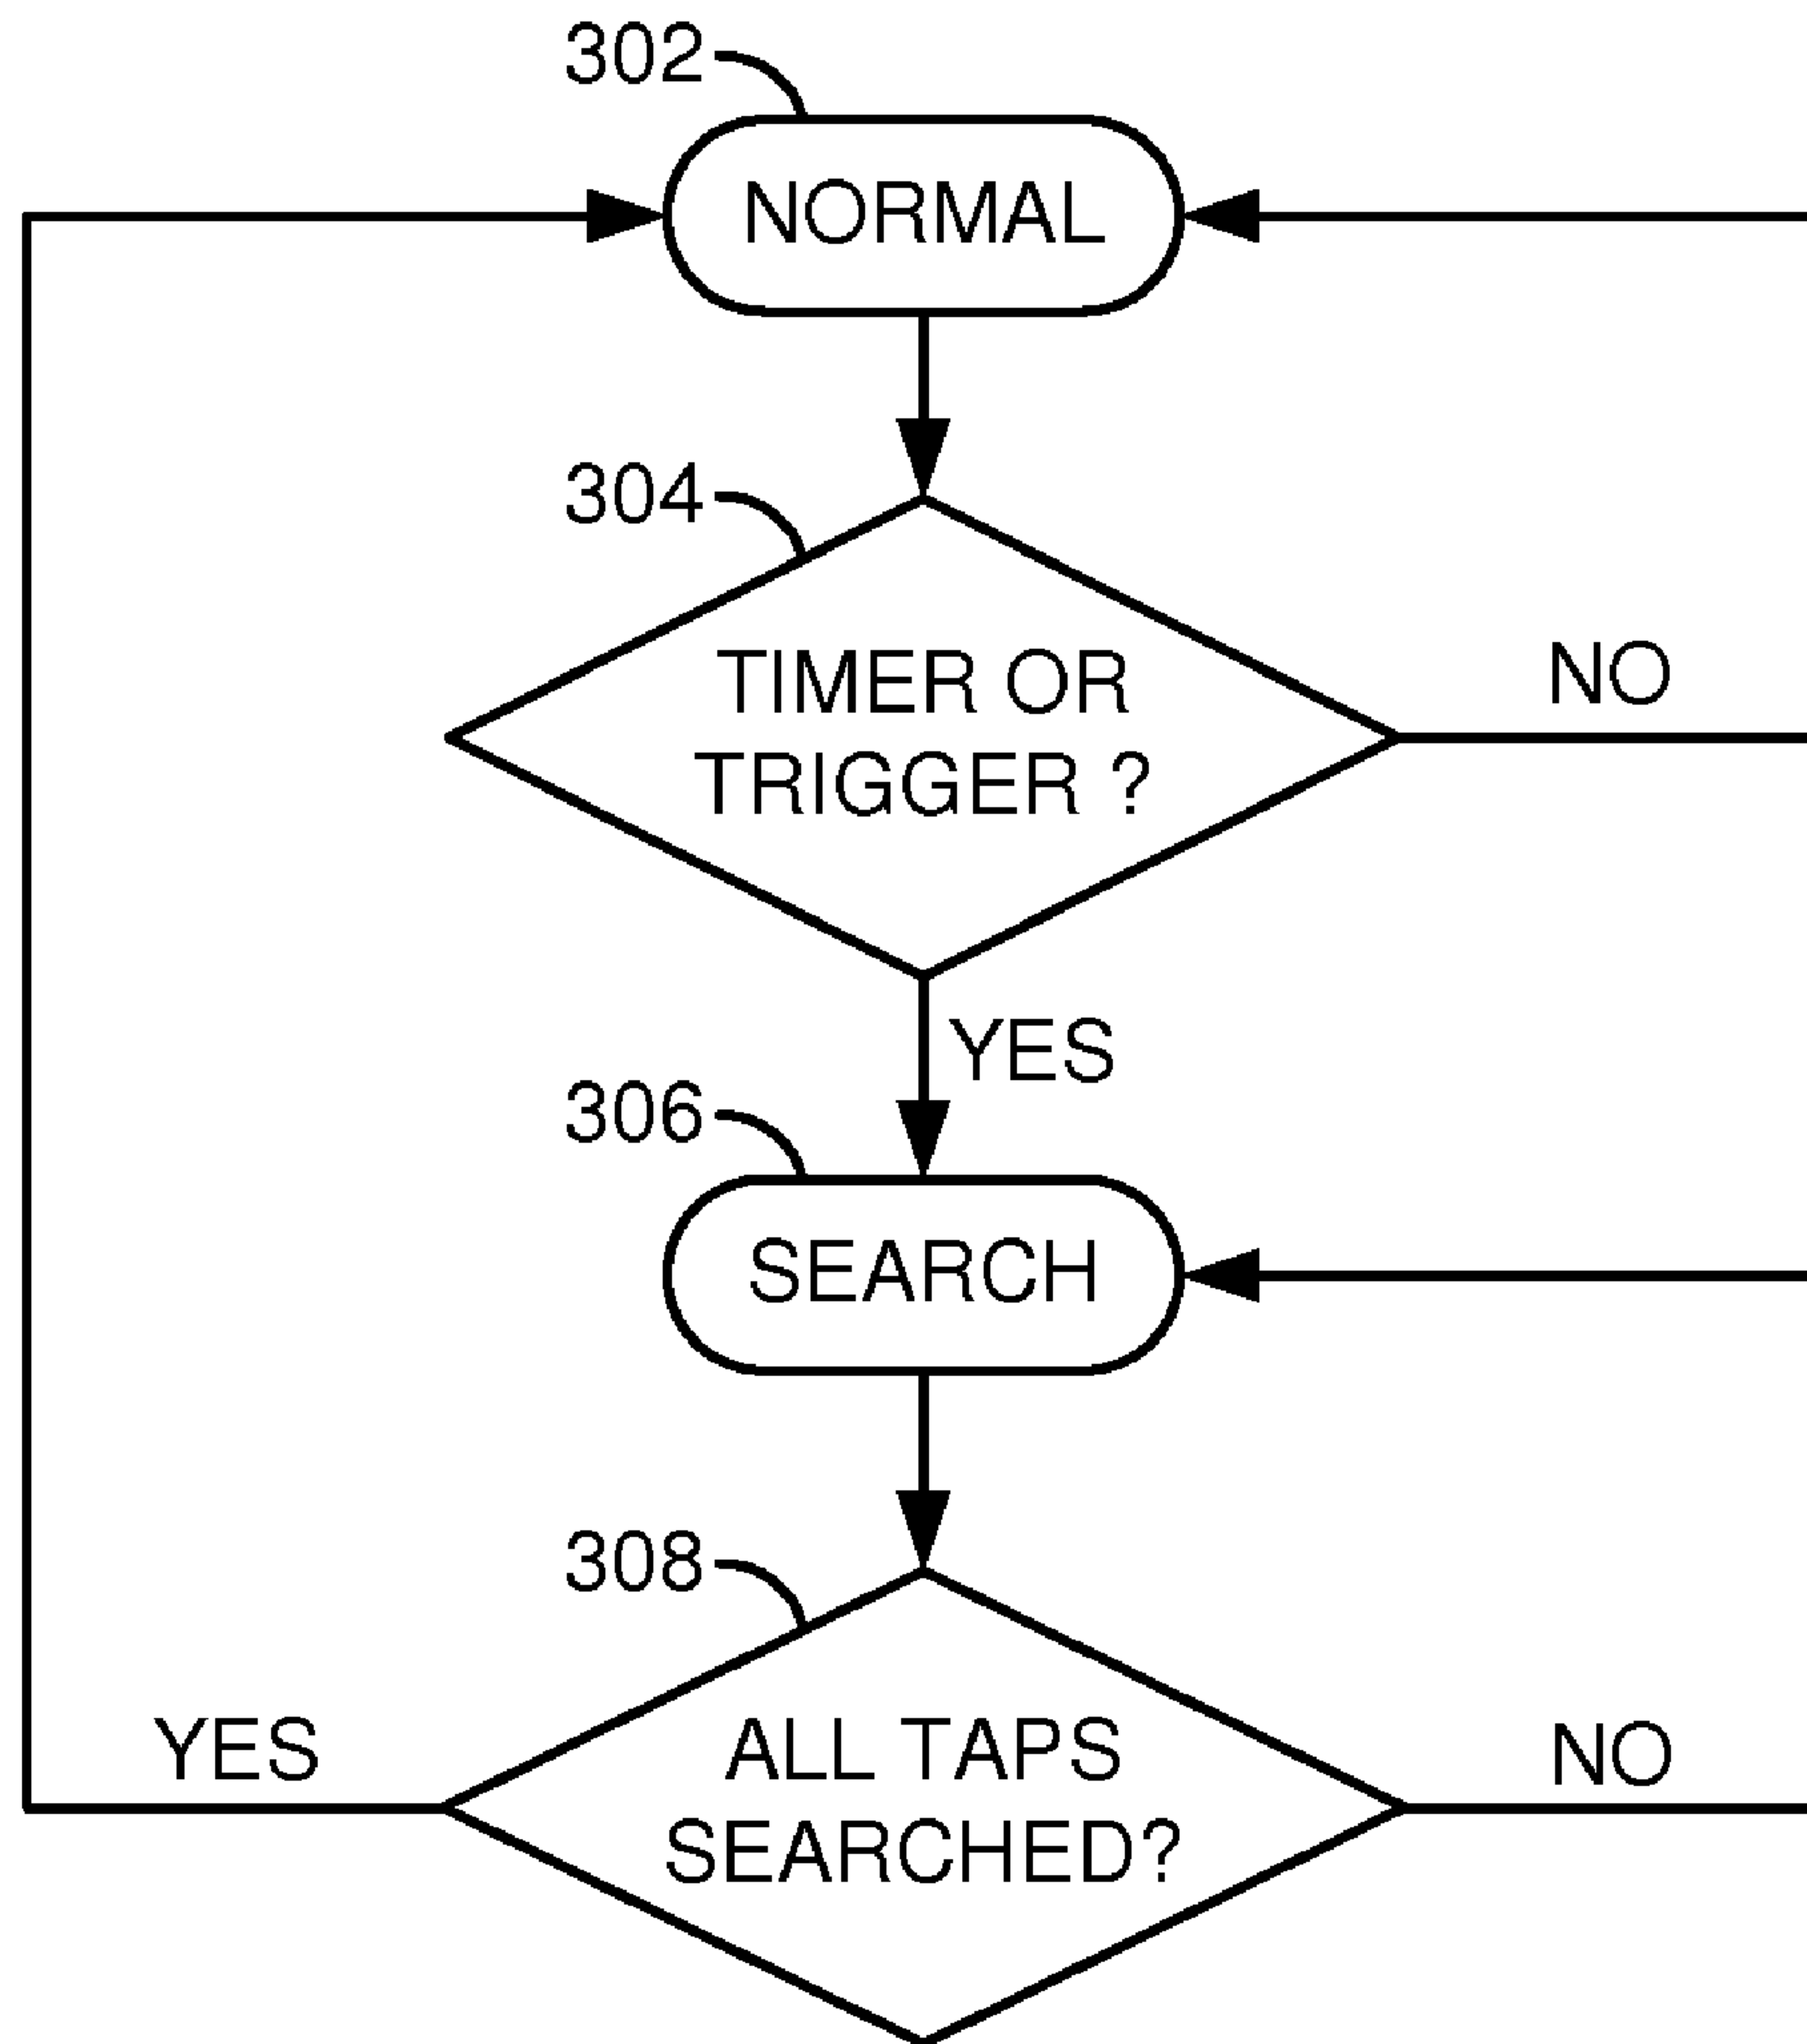 302
NORMAL
304
TIMER OR
TRIGGER ?
NO
YES
306
SEARCH
308
YES
ALL TAPS
SEARCHED?
NO